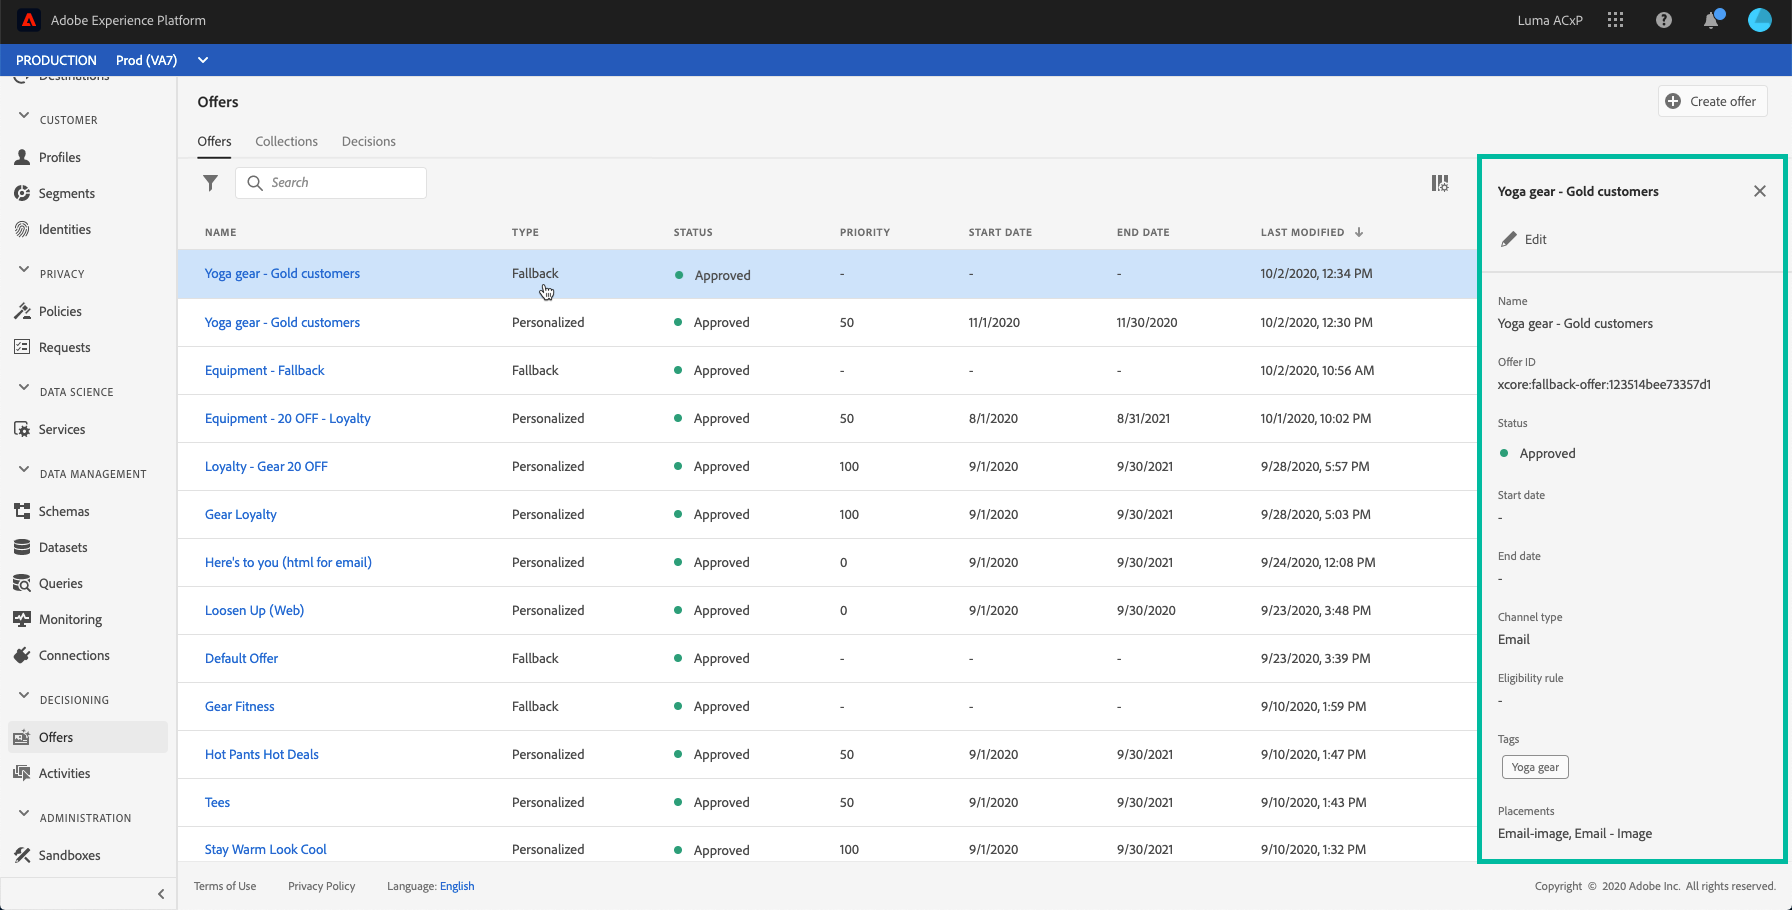 Adobe Experience Platform
Luma ACxP
PRODUCTION Prod (VA7)
Destinations
CUSTOMER
Profiles
Segments
Identities
PRIVACY
Policies
Requests
DATA SCIENCE
Services
DATA MANAGEMENT
Schemas
Datasets
Queries
Monitoring
Connections
DECISIONING
Offers
Activities
ADMINISTRATION
Sandboxes
Offers
Create offer
Offers Collections Decisions
Search
NAME TYPE STATUS PRIORITY START DATE END DATE LAST MODIFIED
Yoga gear - Gold customers Fallback Approved - - - 10/2/2020, 12:34 PM
Yoga gear - Gold customers Personalized Approved 50 11/1/2020 11/30/2020 10/2/2020, 12:30 PM
Equipment - Fallback Fallback Approved - - - 10/2/2020, 10:56 AM
Equipment - 20 OFF - Loyalty Personalized Approved 50 8/1/2020 8/31/2021 10/1/2020, 10:02 PM
Loyalty - Gear 20 OFF Personalized Approved 100 9/1/2020 9/30/2021 9/28/2020, 5:57 PM
Gear Loyalty Personalized Approved 100 9/1/2020 9/30/2021 9/28/2020, 5:03 PM
Here's to you (html for email) Personalized Approved 0 9/1/2020 9/30/2021 9/24/2020, 12:08 PM
Loosen Up (Web) Personalized Approved 0 9/1/2020 9/30/2020 9/23/2020, 3:48 PM
Default Offer Fallback Approved - - - 9/23/2020, 3:39 PM
Gear Fitness Fallback Approved - - - 9/10/2020, 1:59 PM
Hot Pants Hot Deals Personalized Approved 50 9/1/2020 9/30/2021 9/10/2020, 1:47 PM
Tees Personalized Approved 50 9/1/2020 9/30/2021 9/10/2020, 1:43 PM
Stay Warm Look Cool Personalized Approved 100 9/1/2020 9/30/2021 9/10/2020, 1:32 PM
Yoga gear - Gold customers
Edit
Name
Yoga gear - Gold customers
Offer ID
xcore:fallback-offer:123514bee73357d1
Status
Approved
Start date
-
End date
-
Channel type
Email
Eligibility rule
-
Tags
Yoga gear
Placements
Email-image, Email - Image
Terms of Use Privacy Policy Language: English
Copyright © 2020 Adobe Inc. All rights reserved.